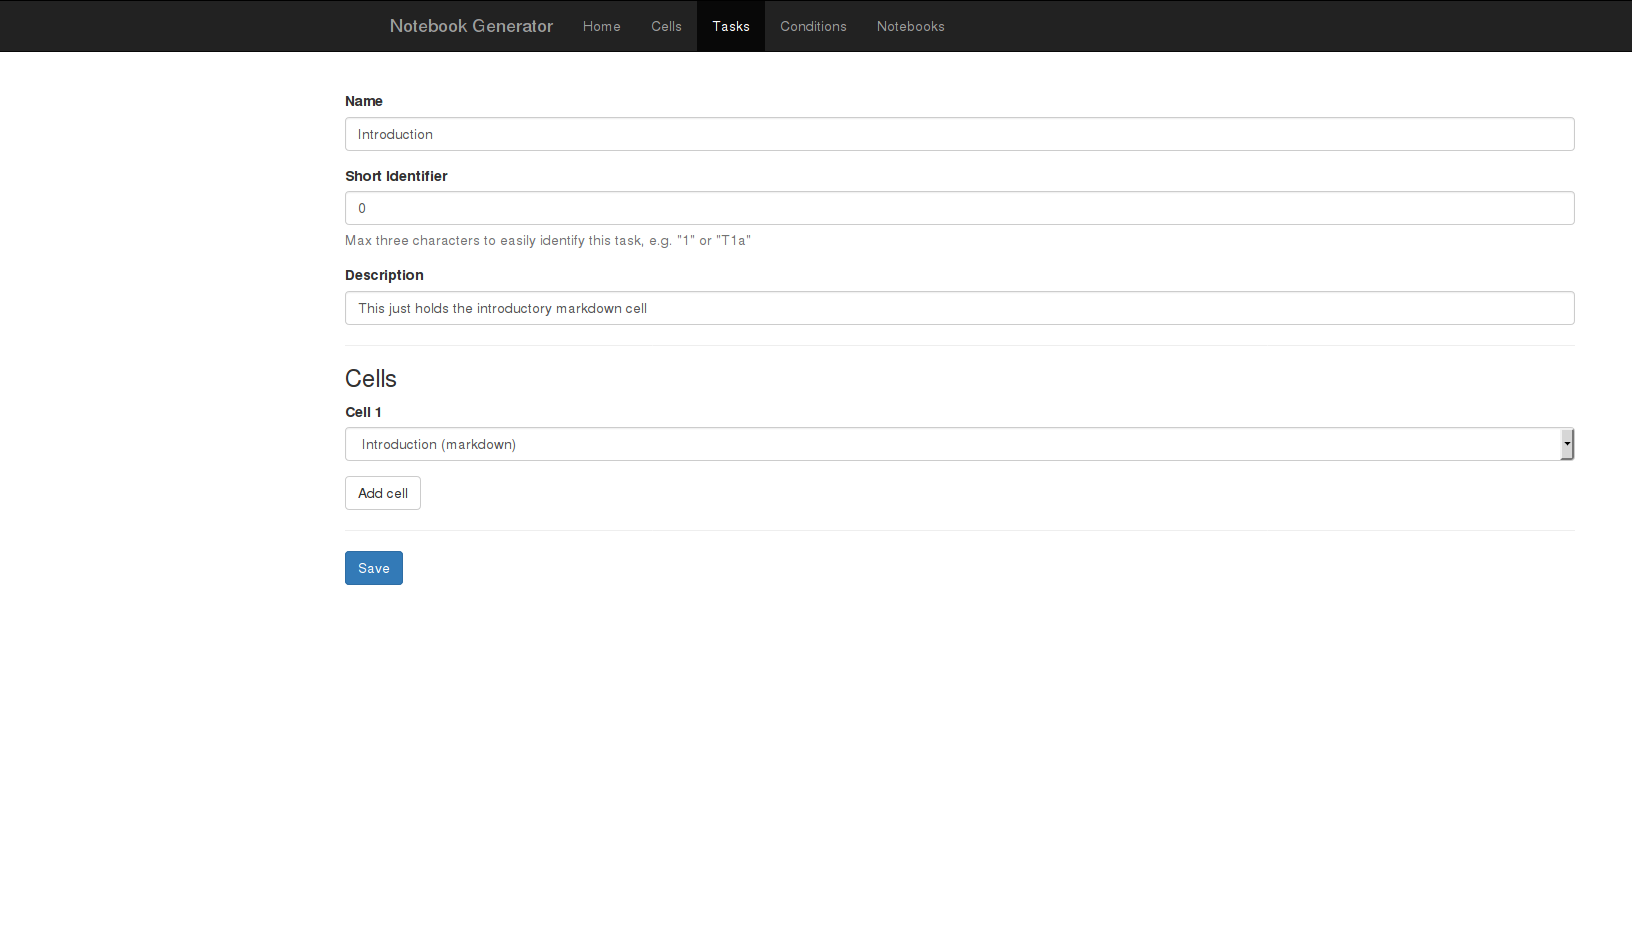 Notebook Generator Home Cells Tasks Conditions Notebooks
Name
Introduction
Short Identifier
0
Max three characters to easily identify this task, e.g. "1" or "T1a"
Description
This just holds the introductory markdown cell
Cells
Cell 1
Introduction (markdown)
Add cell
Save